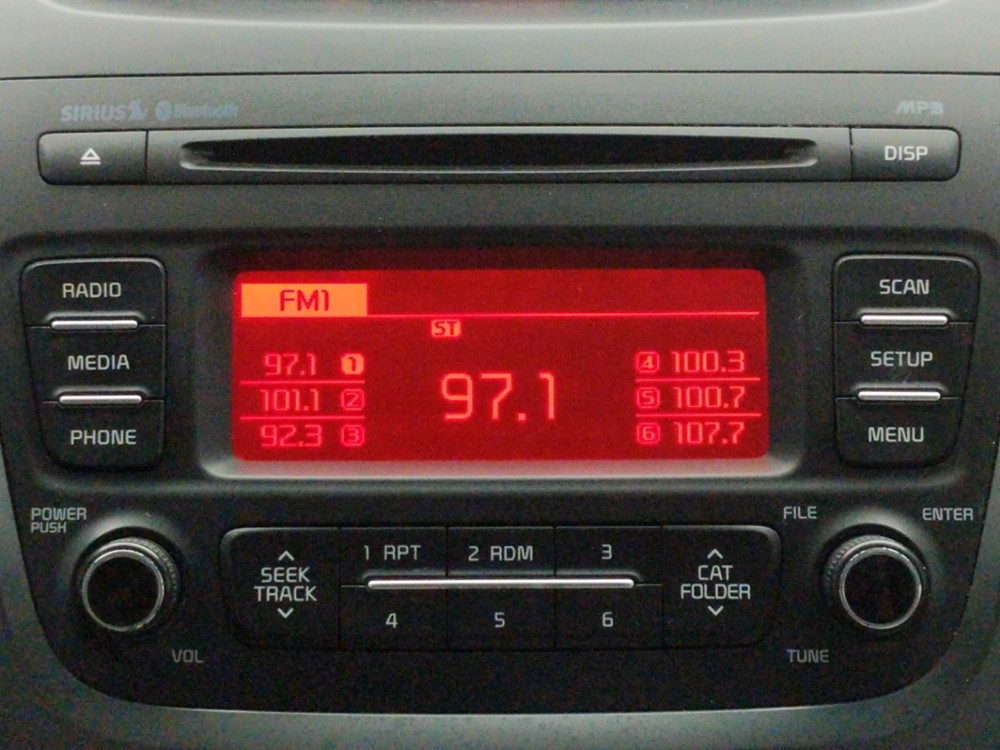 SIRIUS Bluetooth MP3
DISP
RADIO
MEDIA
PHONE
FM1
ST
97.1 1
101.1 2
92.3 3
97.1
4 100.3
5 100.7
6 107.7
SCAN
SETUP
MENU
POWER
PUSH
VOL
SEEK
TRACK
1 RPT 2 RDM 3
4 5 6
CAT
FOLDER
FILE
ENTER
TUNE